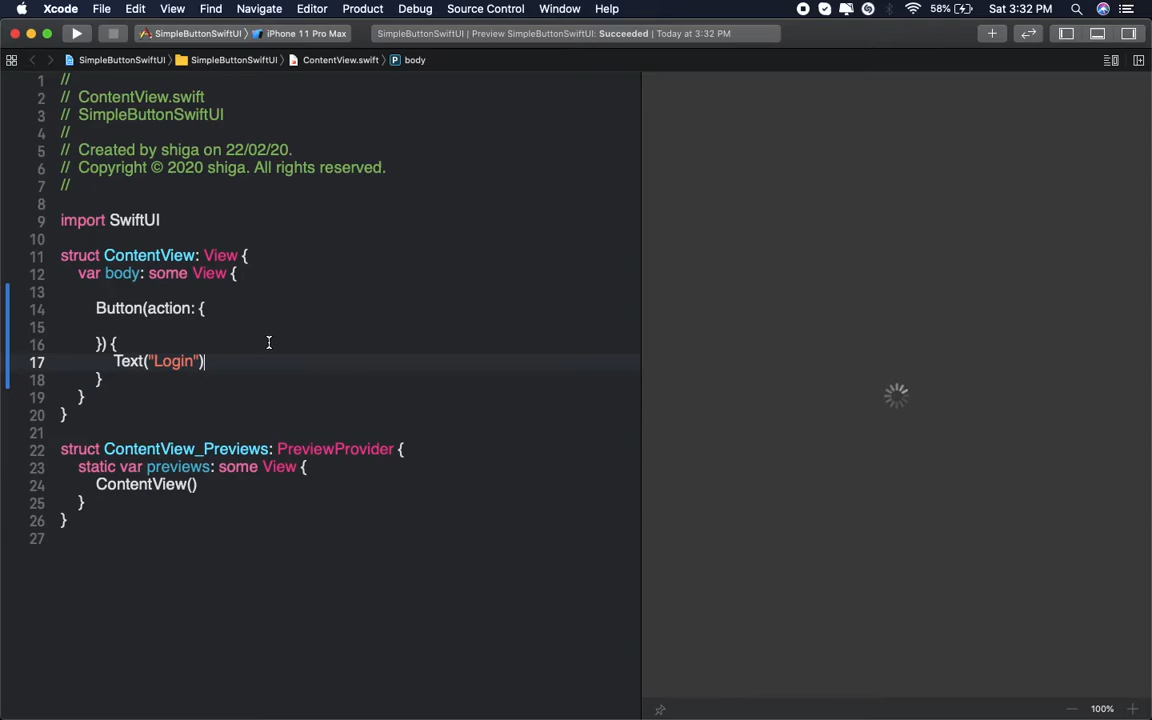 Xcode File Edit View Find Navigate Editor Product Debug Source Control Window Help 58% Sat 3:32 PM
SimpleButtonSwiftUI 〉 iPhone 11 Pro Max SimpleButtonSwiftUI | Preview SimpleButtonSwiftUI: Succeeded | Today at 3:32 PM
SimpleButtonSwiftUI 〉 SimpleButtonSwiftUI 〉 ContentView.swift 〉 P body
1 //
2 // ContentView.swift
3 // SimpleButtonSwiftUI
4 //
5 // Created by shiga on 22/02/20.
6 // Copyright © 2020 shiga. All rights reserved.
7 //
8
9 import SwiftUI
10
11 struct ContentView: View {
12 var body: some View {
13
14 Button(action: {
15
16 }) {
17 Text("Login")
18 }
19 }
20 }
21
22 struct ContentView_Previews: PreviewProvider {
23 static var previews: some View {
24 ContentView()
25 }
26 }
27
100%